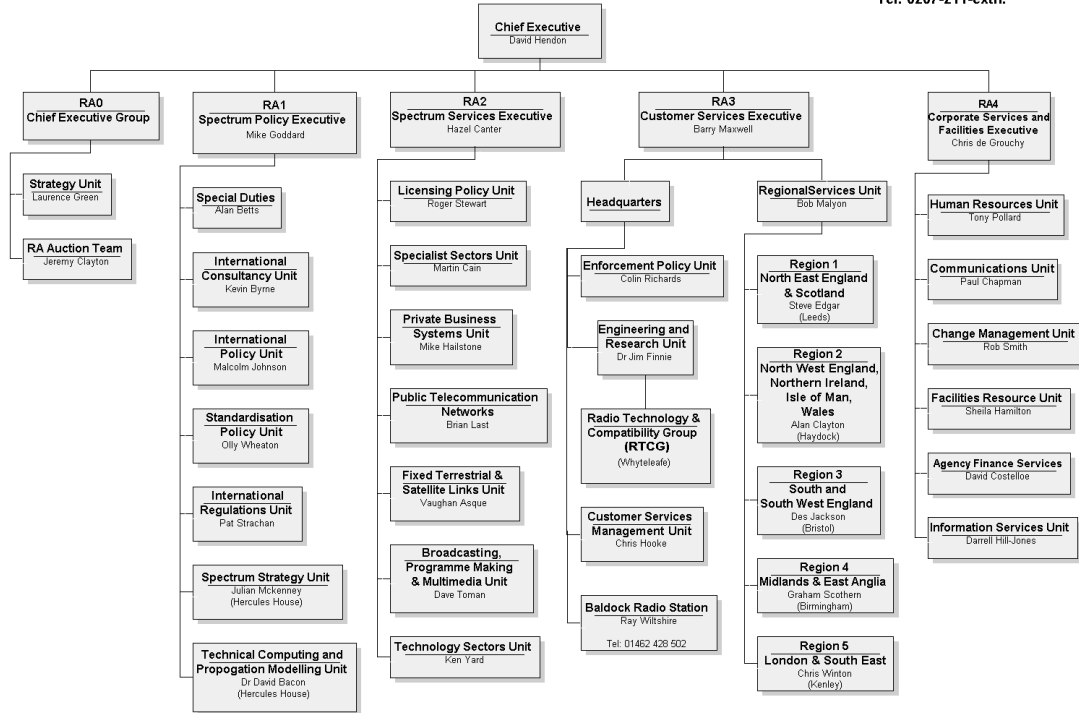 Tel: 0207-211-extn.
Chief Executive
David Hendon
RA0
Chief Executive Group
Strategy Unit
Laurence Green
RA Auction Team
Jeremy Clayton
RA1
Spectrum Policy Executive
Mike Goddard
Special Duties
Alan Betts
International
Consultancy Unit
Kevin Byrne
International
Policy Unit
Malcolm Johnson
Standardisation
Policy Unit
Olly Wheaton
International
Regulations Unit
Pat Strachan
Spectrum Strategy Unit
Julian Mckenney
(Hercules House)
Technical Computing and
Propogation Modelling Unit
Dr David Bacon
(Hercules House)
RA2
Spectrum Services Executive
Hazel Canter
Licensing Policy Unit
Roger Stewart
Specialist Sectors Unit
Martin Cain
Private Business
Systems Unit
Mike Hailstone
Public Telecommunication
Networks
Brian Last
Fixed Terrestrial &
Satellite Links Unit
Vaughan Asque
Broadcasting,
Programme Making
& Multimedia Unit
Dave Toman
Technology Sectors Unit
Ken Yard
RA3
Customer Services Executive
Barry Maxwell
Headquarters
Enforcement Policy Unit
Colin Richards
Engineering and
Research Unit
Dr Jim Finnie
Radio Technology &
Compatibility Group
(RTCG)
(Whyteleafe)
Customer Services
Management Unit
Chris Hooke
Baldock Radio Station
Ray Wiltshire
Tel: 01462 428 502
RegionalServices Unit
Bob Malyon
Region 1
North East England
& Scotland
Steve Edgar
(Leeds)
Region 2
North West England,
Northern Ireland,
Isle of Man,
Wales
Alan Clayton
(Haydock)
Region 3
South and
South West England
Des Jackson
(Bristol)
Region 4
Midlands & East Anglia
Graham Scothern
(Birmingham)
Region 5
London & South East
Chris Winton
(Kenley)
RA4
Corporate Services and
Facilities Executive
Chris de Grouchy
Human Resources Unit
Tony Pollard
Communications Unit
Paul Chapman
Change Management Unit
Rob Smith
Facilities Resource Unit
Sheila Hamilton
Agency Finance Services
David Costelloe
Information Services Unit
Darrell Hill-Jones